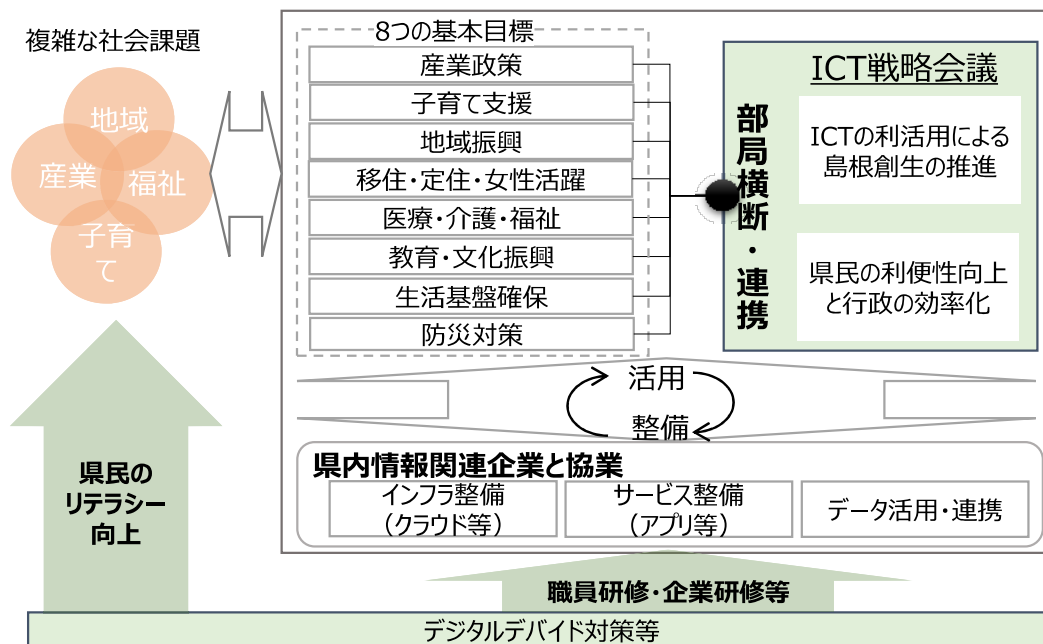 複雑な社会課題
地域
産業
福祉
子育
て
8つの基本目標
産業政策
子育て支援
地域振興
移住・定住・女性活躍
医療・介護・福祉
教育・文化振興
生活基盤確保
防災対策
部局横断・連携
ICT戦略会議
ICTの利活用による
島根創生の推進
県民の利便性向上
と行政の効率化
活用
整備
県内情報関連企業と協業
インフラ整備
（クラウド等）
サービス整備
（アプリ等）
データ活用・連携
県民の
リテラシー
向上
職員研修・企業研修等
デジタルデバイド対策等